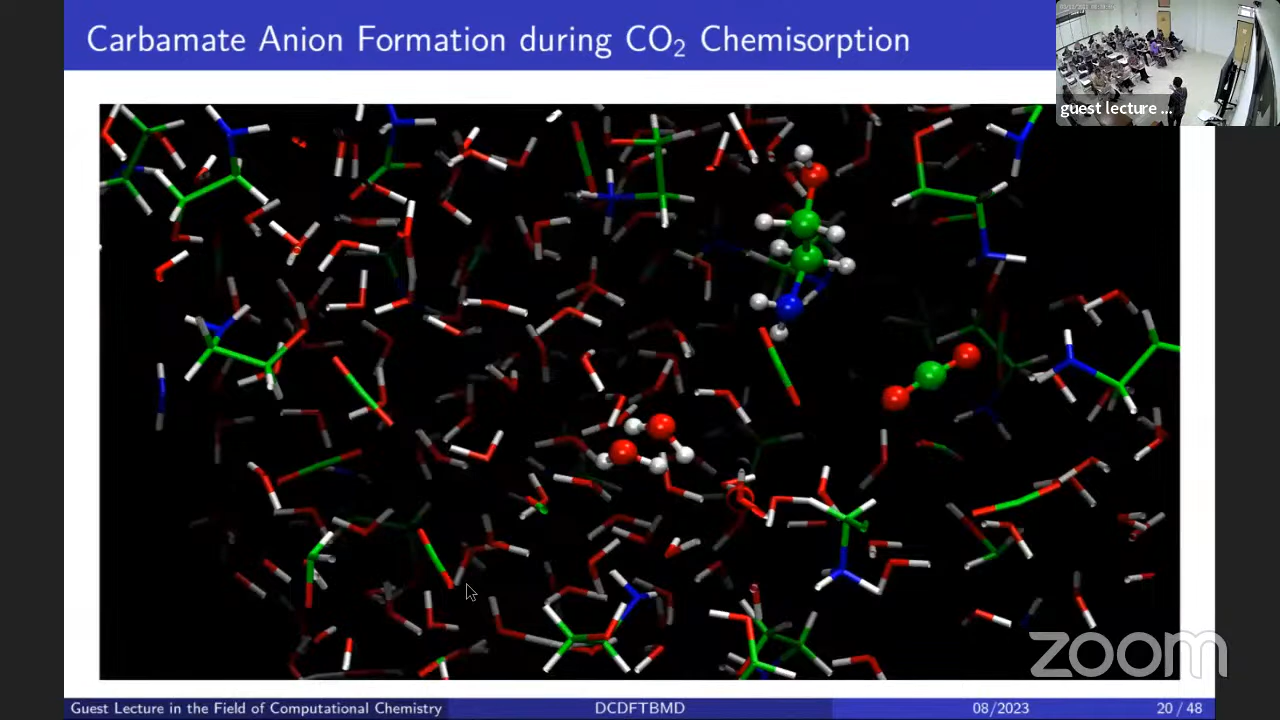 Carbamate Anion Formation during CO₂ Chemisorption
guest lecture ...
zoom
Guest Lecture in the Field of Computational Chemistry
DCDFTBMD
08/2023
20 / 48